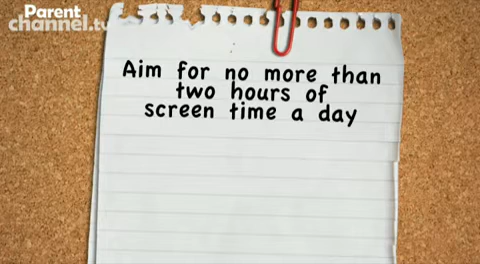 Parent
channel.tv
Aim for no more than
two hours of
screen time a day